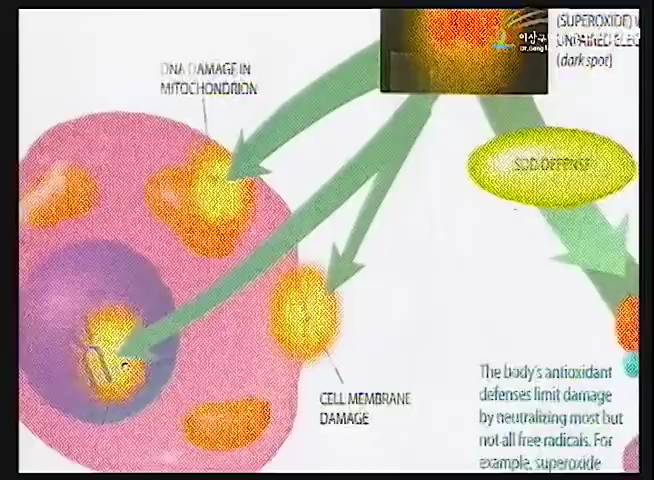 (SUPEROXIDE)
UNPAIRED
(dark spot)
DNA DAMAGE IN
MITOCHONDRION
SOD DEFENSE
CELL MEMBRANE
DAMAGE
The body's antioxidant
defenses limit damage
by neutralizing most but
not all free radicals. For
example, superoxide